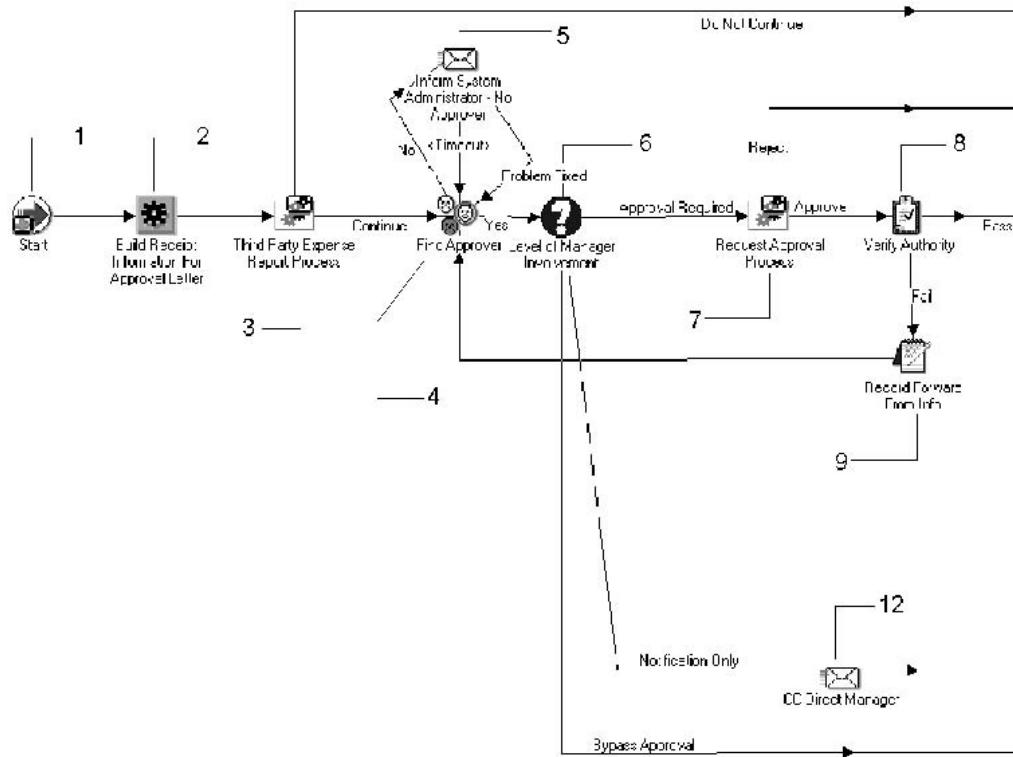 Do Not Continue
5
Inform System
Administrator - No
Approver
1
2
6
8
No
<Timeout>
Reject
Problem Fixed
Start
Build Receipt
Information For
Approval Letter
Third Party Expense
Report Process
Continue
Find Approver
Yes
Level of Manager
Involvement
Approval Required
Request Approval
Process
Approve
Verify Authority
Pass
Fail
3
7
4
Record Forward
From Info
9
12
Notification Only
CC Direct Manager
Bypass Approval